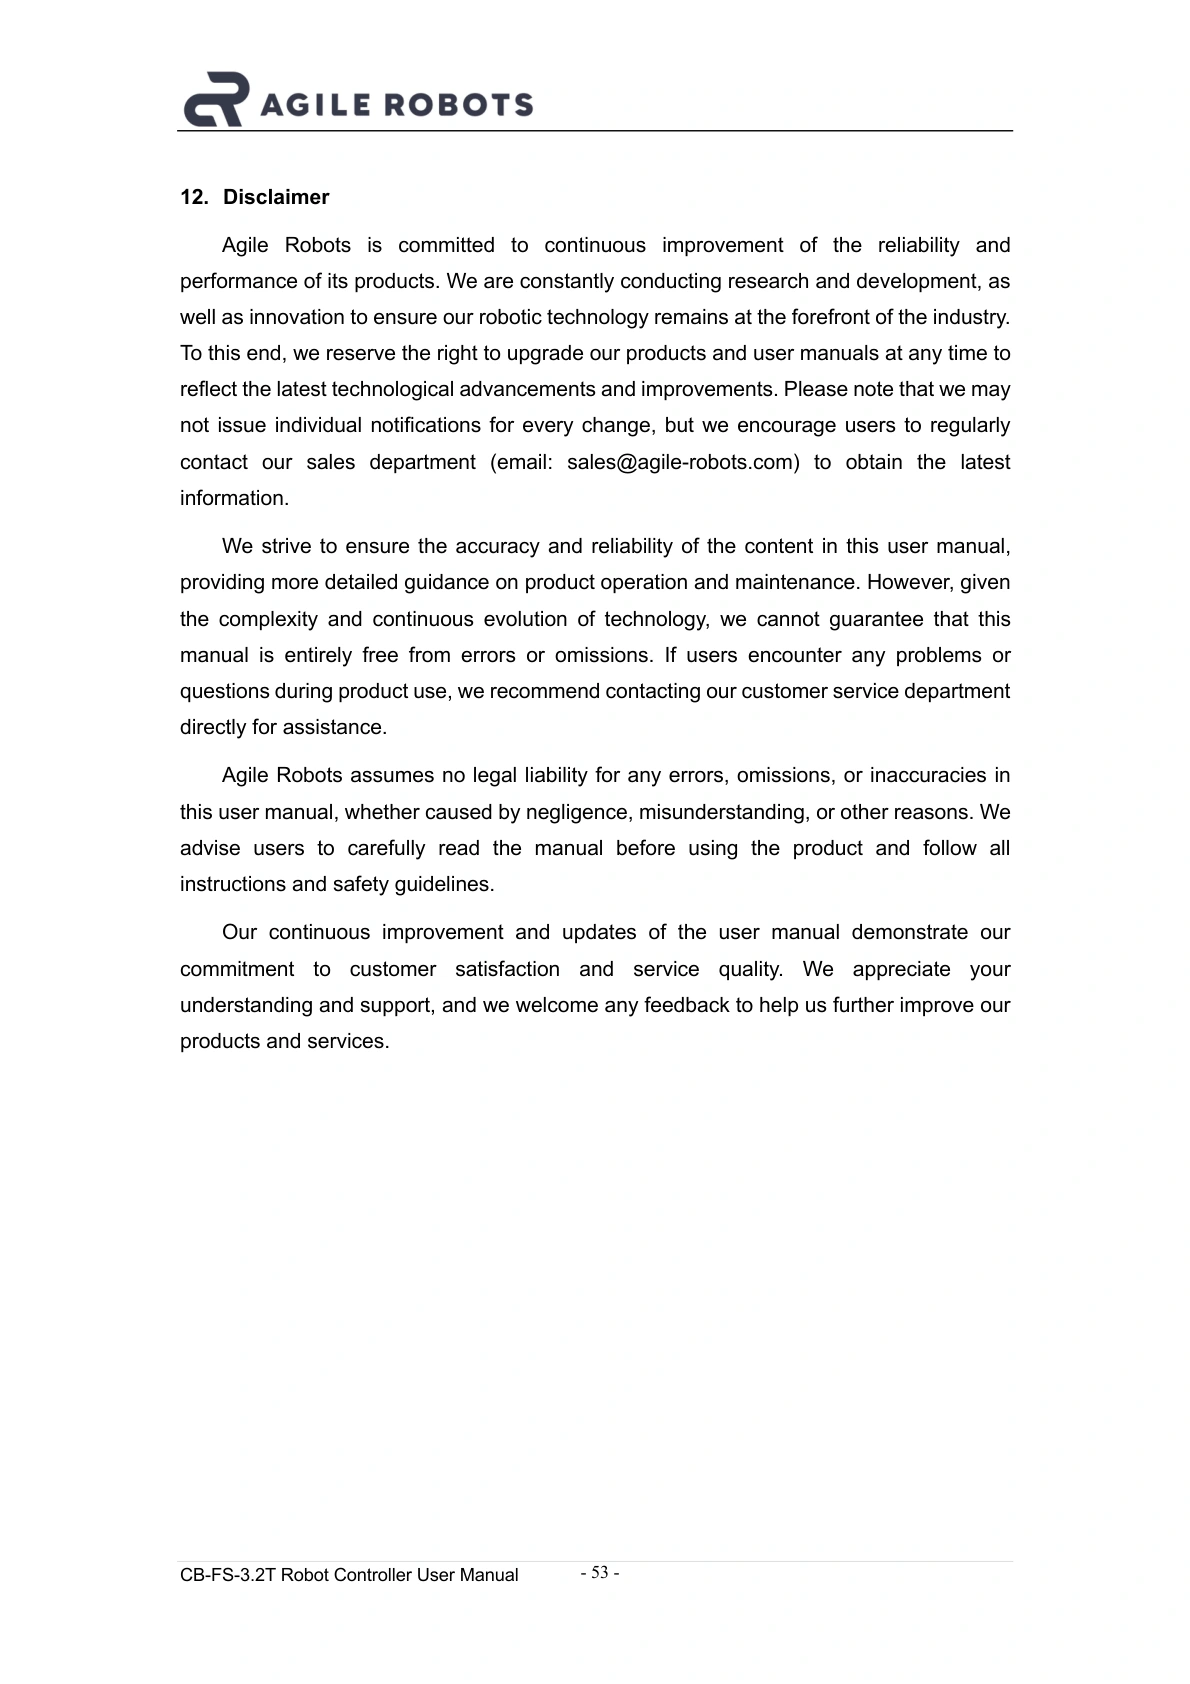 AGILE ROBOTS
12. Disclaimer
Agile Robots is committed to continuous improvement of the reliability and
performance of its products. We are constantly conducting research and development, as
well as innovation to ensure our robotic technology remains at the forefront of the industry.
To this end, we reserve the right to upgrade our products and user manuals at any time to
reflect the latest technological advancements and improvements. Please note that we may
not issue individual notifications for every change, but we encourage users to regularly
contact our sales department (email: sales@agile-robots.com) to obtain the latest
information.
We strive to ensure the accuracy and reliability of the content in this user manual,
providing more detailed guidance on product operation and maintenance. However, given
the complexity and continuous evolution of technology, we cannot guarantee that this
manual is entirely free from errors or omissions. If users encounter any problems or
questions during product use, we recommend contacting our customer service department
directly for assistance.
Agile Robots assumes no legal liability for any errors, omissions, or inaccuracies in
this user manual, whether caused by negligence, misunderstanding, or other reasons. We
advise users to carefully read the manual before using the product and follow all
instructions and safety guidelines.
Our continuous improvement and updates of the user manual demonstrate our
commitment to customer satisfaction and service quality. We appreciate your
understanding and support, and we welcome any feedback to help us further improve our
products and services.
CB-FS-3.2T Robot Controller User Manual - 53 -